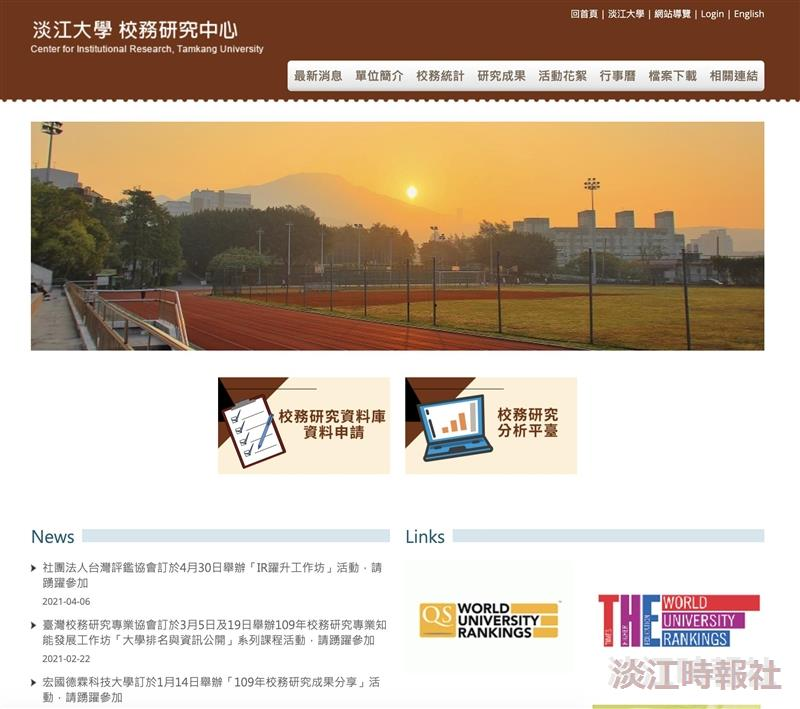 回首頁 | 淡江大學 | 網站導覽 | Login | English
淡江大學 校務研究中心
Center for Institutional Research, Tamkang University
最新消息 單位簡介 校務統計 研究成果 活動花絮 行事曆 檔案下載 相關連結
校務研究資料庫
資料申請
校務研究
分析平臺
News
社團法人台灣評鑑協會訂於4月30日舉辦「IR躍升工作坊」活動，請
踴躍參加
2021-04-06
臺灣校務研究專業協會訂於3月5日及19日舉辦109年校務研究專業知
能發展工作坊「大學排名與資訊公開」系列課程活動，請踴躍參加
2021-02-22
宏國德霖科技大學訂於1月14日舉辦「109年校務研究成果分享」活
動，請踴躍參加
Links
QS WORLD
UNIVERSITY
RANKINGS
THE WORLD
UNIVERSITY
RANKINGS
TIMES
HIGHER
EDUCATION
淡江時報社